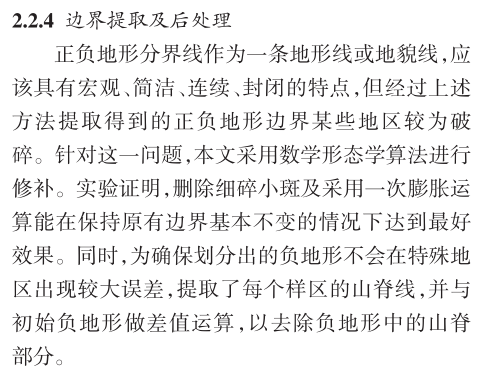 2.2.4 边界提取及后处理
正负地形分界线作为一条地形线或地貌线,应
该具有宏观、简洁、连续、封闭的特点,但经过上述
方法提取得到的正负地形边界某些地区较为破
碎。针对这一问题,本文采用数学形态学算法进行
修补。实验证明,删除细碎小斑及采用一次膨胀运
算能在保持原有边界基本不变的情况下达到最好
效果。同时,为确保划分出的负地形不会在特殊地
区出现较大误差,提取了每个样区的山脊线,并与
初始负地形做差值运算,以去除负地形中的山脊
部分。